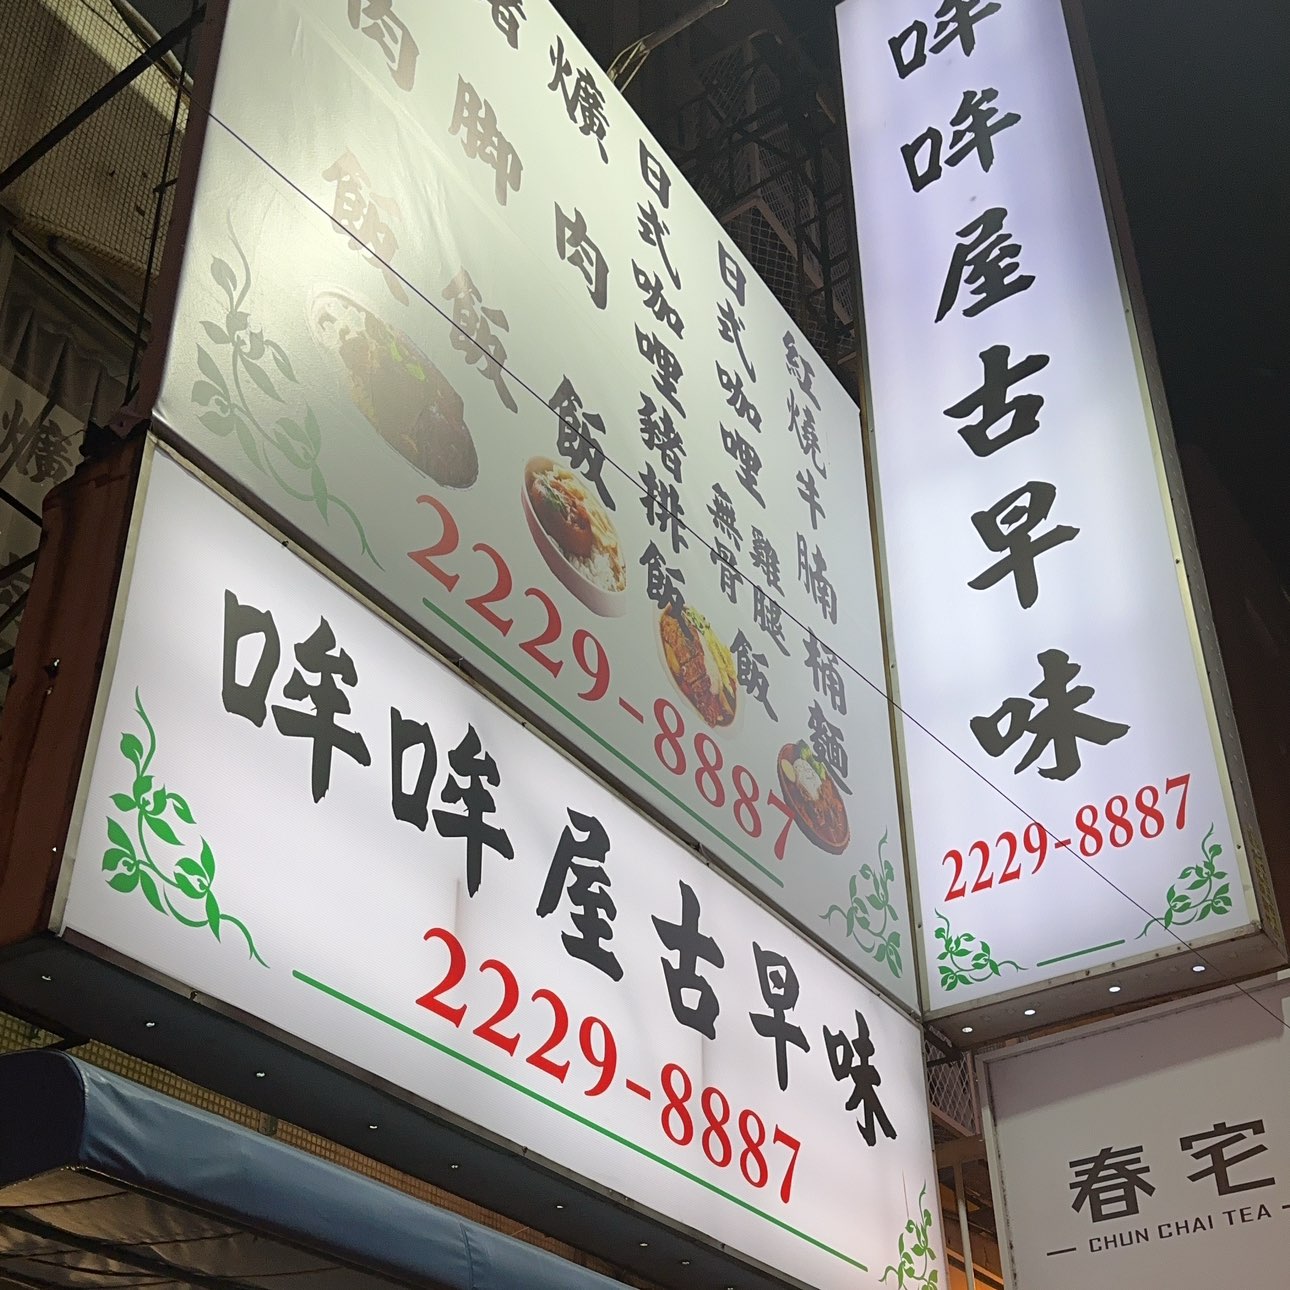 肉飯
腳飯
爌肉飯
日式咖哩豬排飯
日式咖哩無骨雞腿飯
紅燒牛腩桶麵
2229-8887
哞哞屋古早味
2229-8887
哞哞屋古早味
2229-8887
春宅
CHUN CHAI TEA
爌